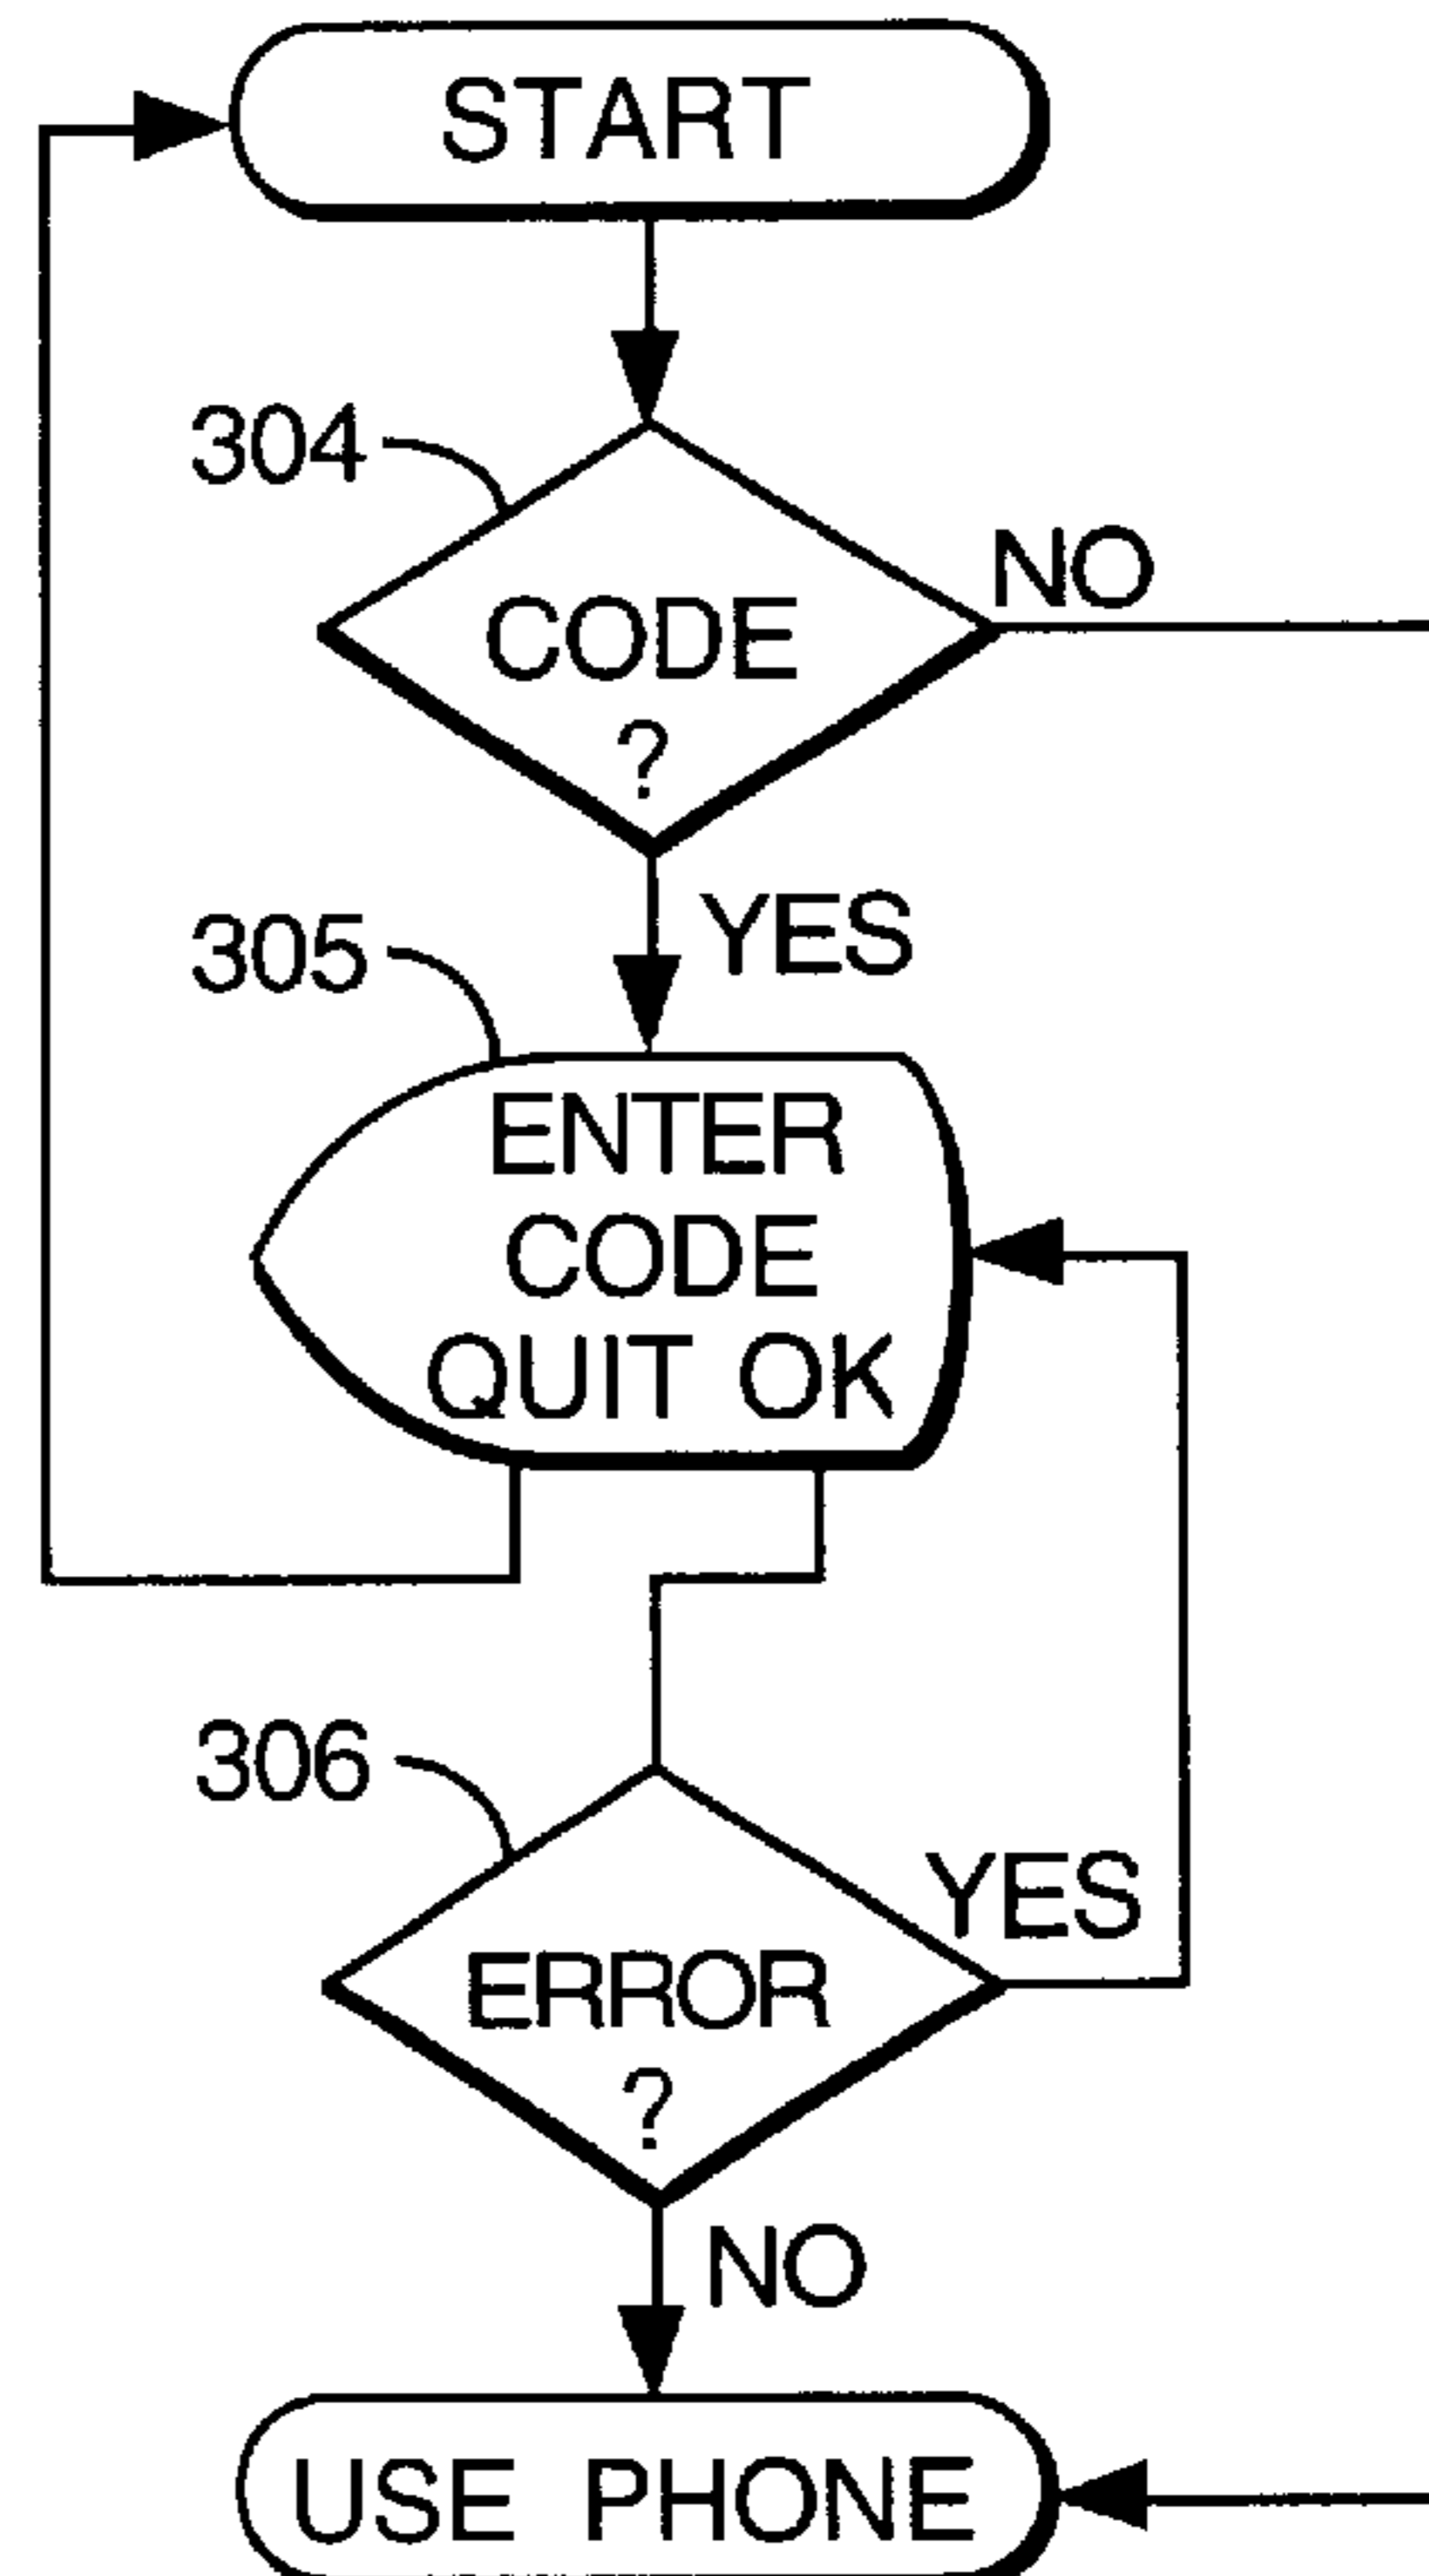 START
304
CODE
?
NO
YES
305
ENTER
CODE
QUIT OK
306
ERROR
?
YES
NO
USE PHONE